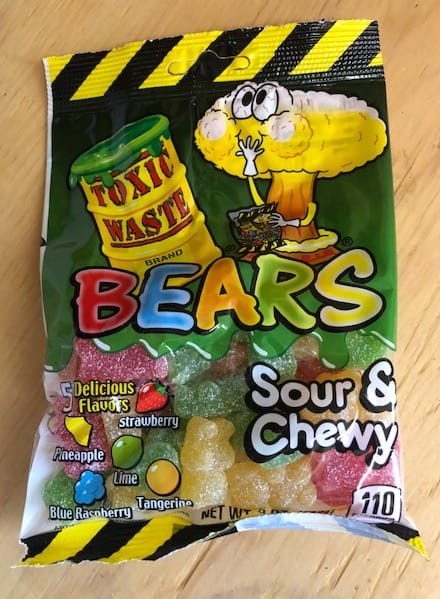 TOXIC
WASTE
BRAND
®
BEARS
5 Delicious
Flavors
Strawberry
Pineapple
Lime
Blue Raspberry
Tangerine
Sour &
Chewy
NET WT.
110